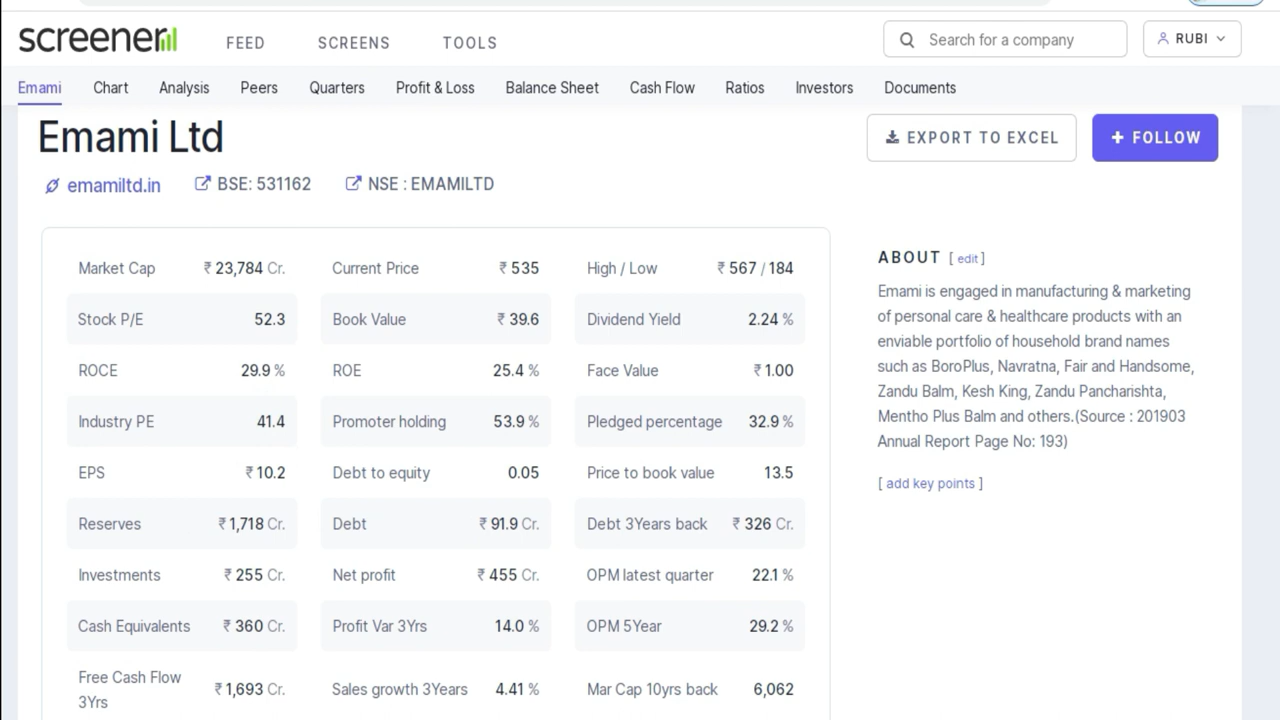 screener
FEED SCREENS TOOLS
Search for a company
RUBI
Emami Chart Analysis Peers Quarters Profit & Loss Balance Sheet Cash Flow Ratios Investors Documents
Emami Ltd
EXPORT TO EXCEL
+ FOLLOW
emamiltd.in BSE: 531162 NSE : EMAMILTD
Market Cap ₹ 23,784 Cr. Current Price ₹ 535 High / Low ₹ 567 / 184
Stock P/E 52.3 Book Value ₹ 39.6 Dividend Yield 2.24 %
ROCE 29.9 % ROE 25.4 % Face Value ₹ 1.00
Industry PE 41.4 Promoter holding 53.9 % Pledged percentage 32.9 %
EPS ₹ 10.2 Debt to equity 0.05 Price to book value 13.5
Reserves ₹ 1,718 Cr. Debt ₹ 91.9 Cr. Debt 3Years back ₹ 326 Cr.
Investments ₹ 255 Cr. Net profit ₹ 455 Cr. OPM latest quarter 22.1 %
Cash Equivalents ₹ 360 Cr. Profit Var 3Yrs 14.0 % OPM 5Year 29.2 %
Free Cash Flow 3Yrs ₹ 1,693 Cr. Sales growth 3Years 4.41 % Mar Cap 10yrs back 6,062
ABOUT [ edit ]
Emami is engaged in manufacturing & marketing
of personal care & healthcare products with an
enviable portfolio of household brand names
such as BoroPlus, Navratna, Fair and Handsome,
Zandu Balm, Kesh King, Zandu Pancharishta,
Mentho Plus Balm and others.(Source : 201903
Annual Report Page No: 193)
[ add key points ]